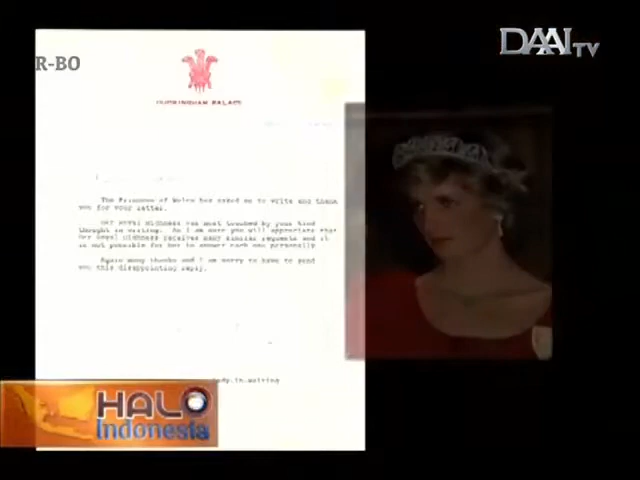 R-BO
DAAI TV
BUCKINGHAM PALACE
The Princess of Wales has asked me to write and thank
you for your letter.
Her Royal Highness was most touched by your kind
thought in writing. As I am sure you will appreciate that
Her Royal Highness receives many similar requests and it
is not possible for her to answer each one personally
Again many thanks and I am sorry to have to send
you this disappointing reply.
Lady-in-waiting
HALO
Indonesia